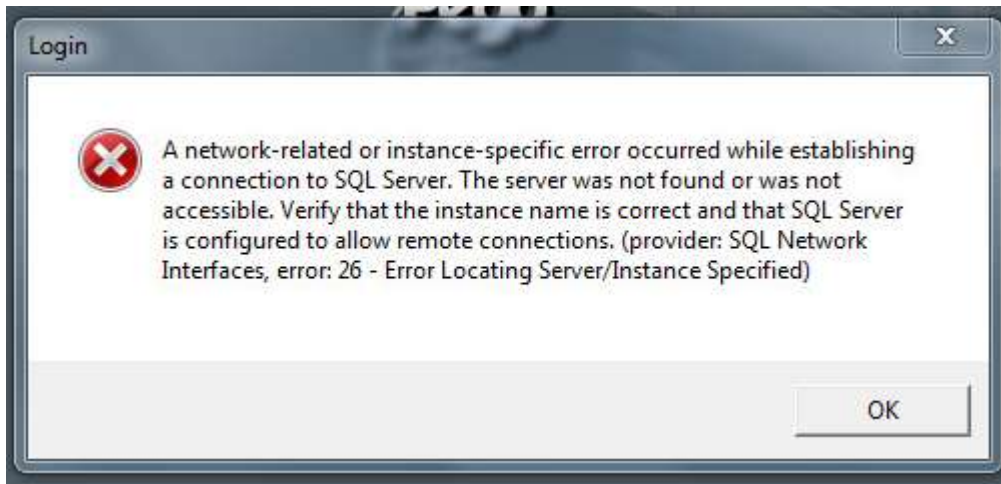 Login
A network-related or instance-specific error occurred while establishing
a connection to SQL Server. The server was not found or was not
accessible. Verify that the instance name is correct and that SQL Server
is configured to allow remote connections. (provider: SQL Network
Interfaces, error: 26 - Error Locating Server/Instance Specified)
OK